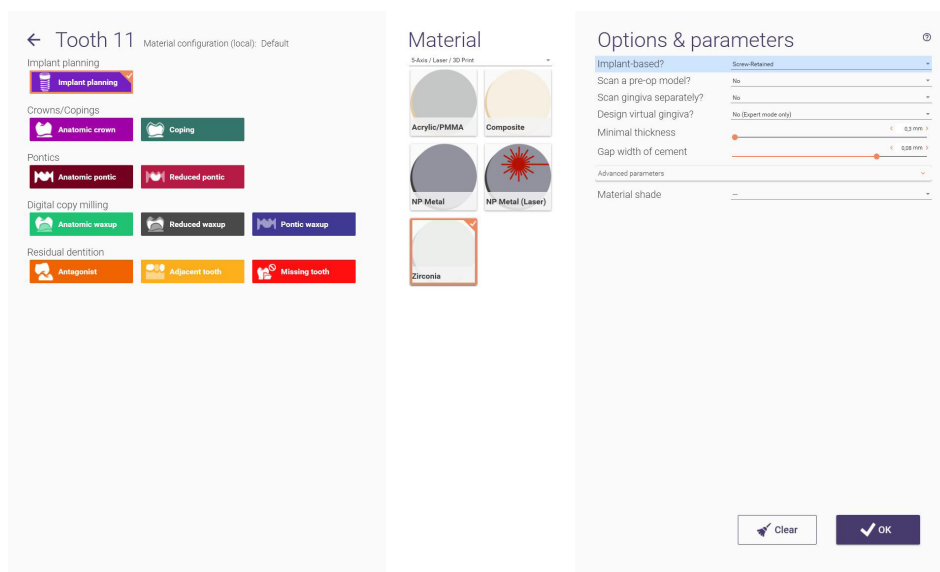 Tooth 11 Material configuration (local): Default
Implant planning
Implant planning
Crowns/Copings
Anatomic crown
Coping
Pontics
Anatomic pontic
Reduced pontic
Digital copy milling
Anatomic waxup
Reduced waxup
Pontic waxup
Residual dentition
Antagonist
Adjacent tooth
Missing tooth
Material
5-Axis / Laser / 3D Print
Acrylic/PMMA
Composite
NP Metal
NP Metal (Laser)
Zirconia
Options & parameters
Implant-based? Screw-Retained
Scan a pre-op model? No
Scan gingiva separately? No
Design virtual gingiva? No (Expert mode only)
Minimal thickness 0,3 mm
Gap width of cement 0,08 mm
Advanced parameters
Material shade —
Clear
OK